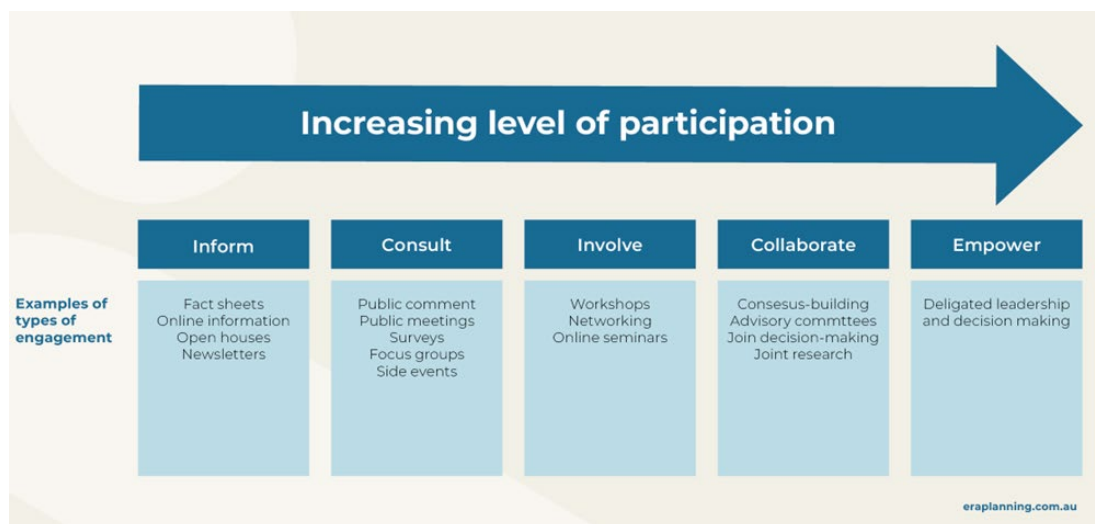 Increasing level of participation
Inform
Consult
Involve
Collaborate
Empower
Examples of
types of
engagement
Fact sheets
Online information
Open houses
Newsletters
Public comment
Public meetings
Surveys
Focus groups
Side events
Workshops
Networking
Online seminars
Consesus-building
Advisory commttees
Join decision-making
Joint research
Deligated leadership
and decision making
eraplanning.com.au